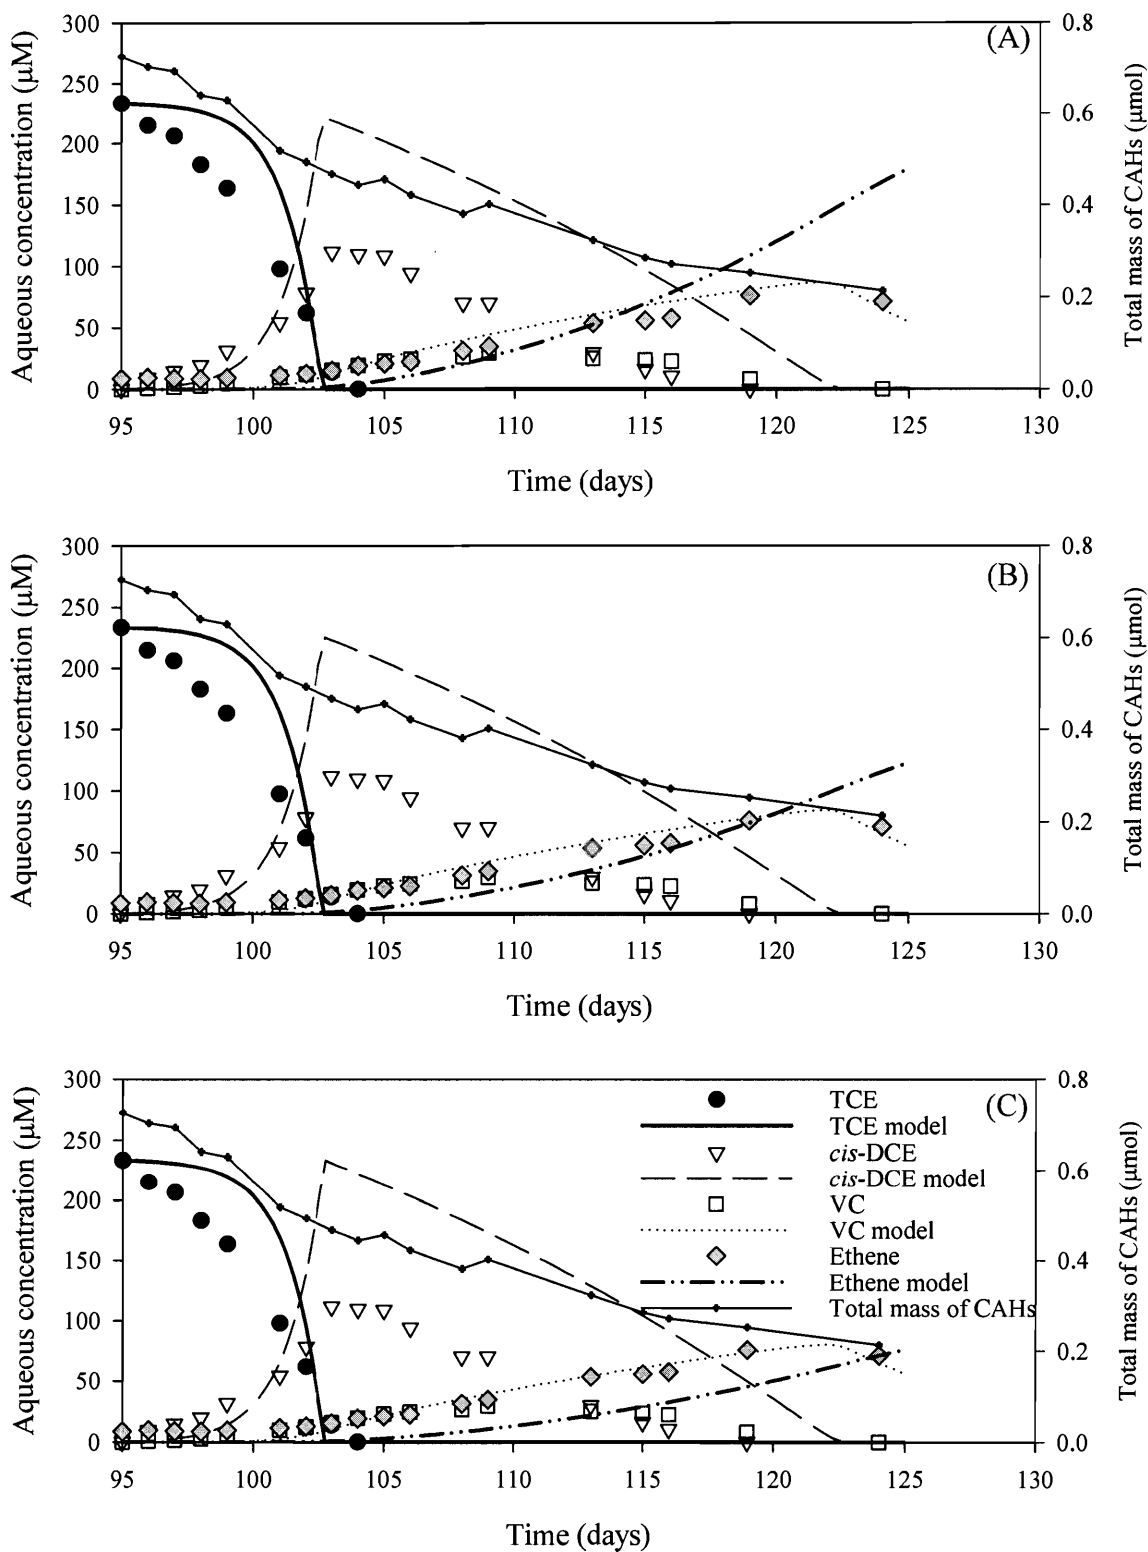 (A)
300
250
200
150
100
50
0
0.8
0.6
0.4
0.2
0.0
95 100 105 110 115 120 125 130
Aqueous concentration (μM)
Total mass of CAHs (μmol)
Time (days)
(B)
300
250
200
150
100
50
0
0.8
0.6
0.4
0.2
0.0
95 100 105 110 115 120 125 130
Aqueous concentration (μM)
Total mass of CAHs (μmol)
Time (days)
(C)
300
250
200
150
100
50
0
0.8
0.6
0.4
0.2
0.0
TCE
TCE model
cis-DCE
cis-DCE model
VC
VC model
Ethene
Ethene model
Total mass of CAHs
95 100 105 110 115 120 125 130
Aqueous concentration (μM)
Total mass of CAHs (μmol)
Time (days)